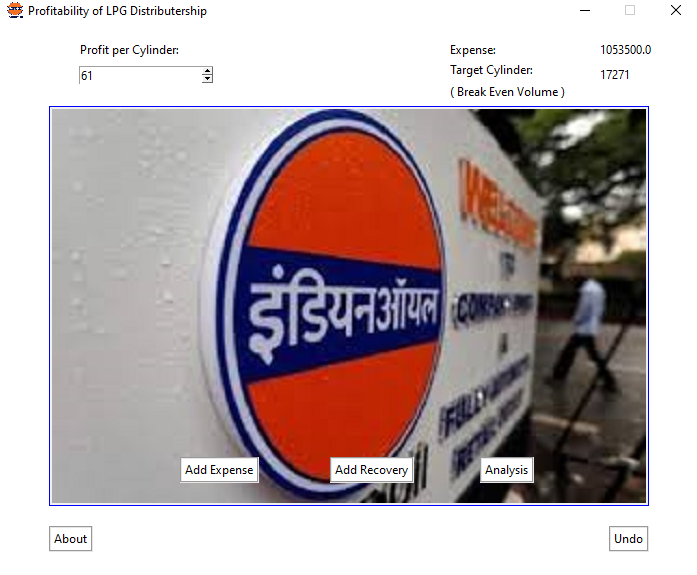 Profitability of LPG Distributership
Profit per Cylinder:
61
Expense:
1053500.0
Target Cylinder:
17271
( Break Even Volume )
इंडियनऑयल
Add Expense
Add Recovery
Analysis
About
Undo